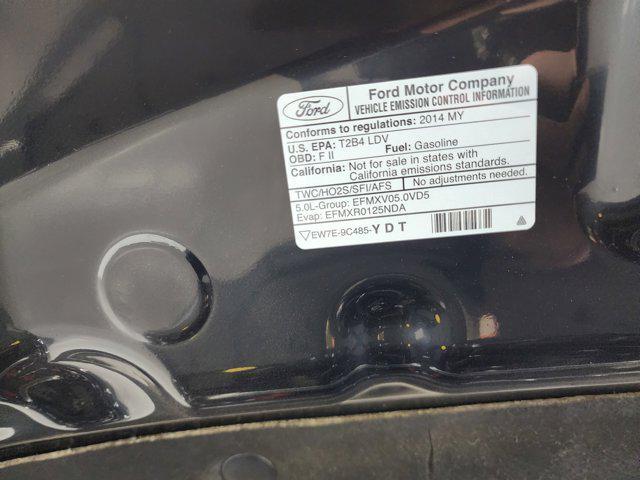 Ford
Ford Motor Company
VEHICLE EMISSION CONTROL INFORMATION
Conforms to regulations: 2014 MY
U.S. EPA: T2B4 LDV
OBD: F II Fuel: Gasoline
California: Not for sale in states with
California emissions standards.
TWC/HO2S/SFI/AFS No adjustments needed.
5.0L-Group: EFMXV05.0VD5
Evap: EFMXR0125NDA
EW7E-9C485-YDT